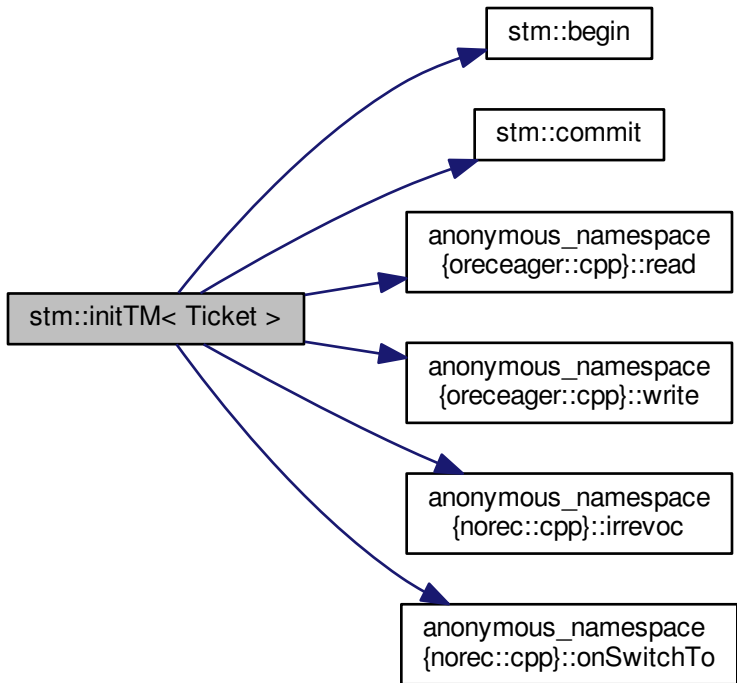 stm::begin
stm::commit
anonymous_namespace
{oreceager::cpp}::read
stm::initTM< Ticket >
anonymous_namespace
{oreceager::cpp}::write
anonymous_namespace
{norec::cpp}::irrevoc
anonymous_namespace
{norec::cpp}::onSwitchTo